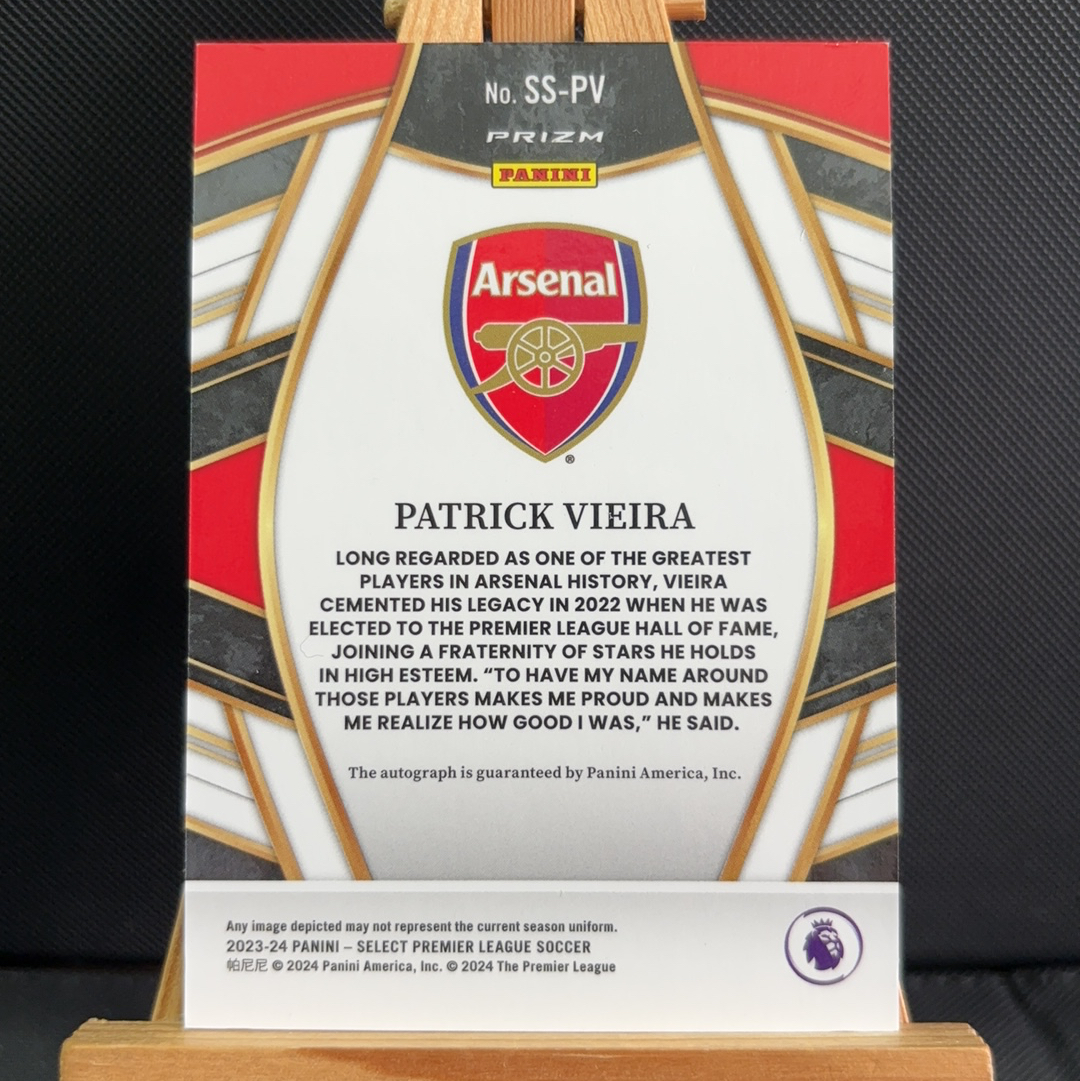 No. SS-PV
PRIZM
PANINI
Arsenal
®
PATRICK VIEIRA
LONG REGARDED AS ONE OF THE GREATEST
PLAYERS IN ARSENAL HISTORY, VIEIRA
CEMENTED HIS LEGACY IN 2022 WHEN HE WAS
ELECTED TO THE PREMIER LEAGUE HALL OF FAME,
JOINING A FRATERNITY OF STARS HE HOLDS
IN HIGH ESTEEM. “TO HAVE MY NAME AROUND
THOSE PLAYERS MAKES ME PROUD AND MAKES
ME REALIZE HOW GOOD I WAS,” HE SAID.
The autograph is guaranteed by Panini America, Inc.
Any image depicted may not represent the current season uniform.
2023-24 PANINI – SELECT PREMIER LEAGUE SOCCER
帕尼尼 © 2024 Panini America, Inc. © 2024 The Premier League